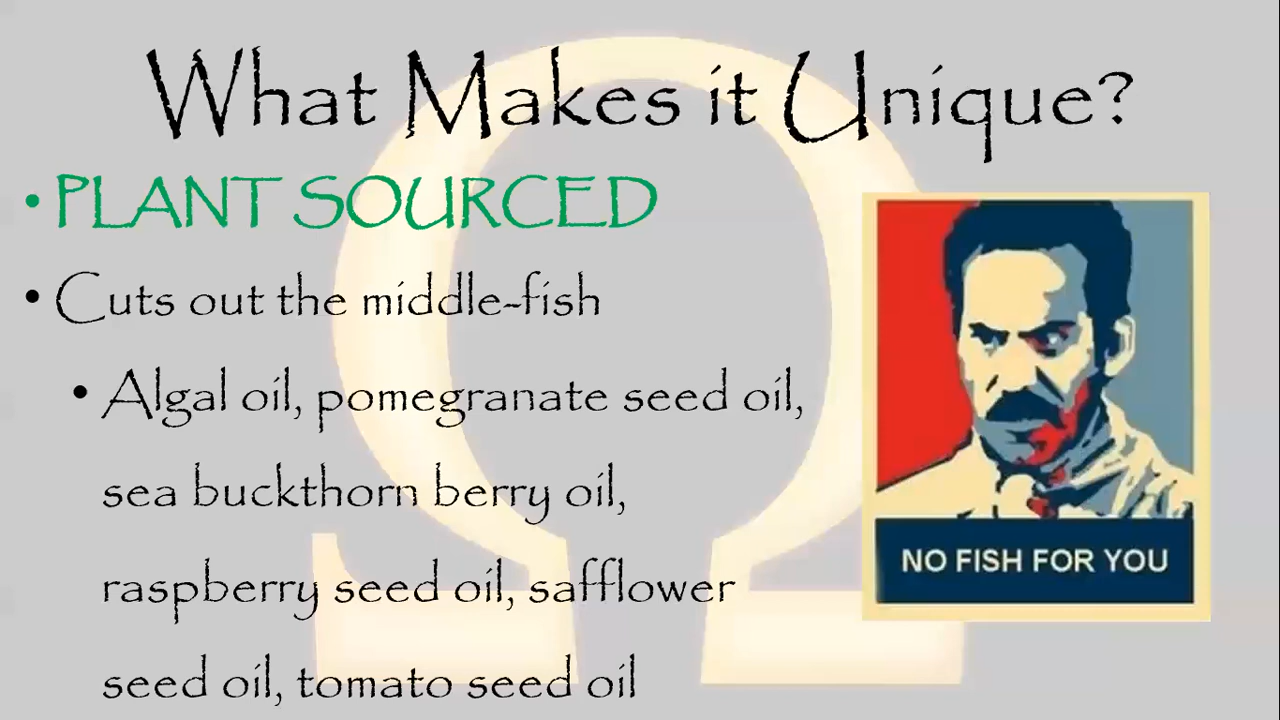 What Makes it Unique?
• PLANT SOURCED
• Cuts out the middle-fish
• Algal oil, pomegranate seed oil,
sea buckthorn berry oil,
raspberry seed oil, safflower
seed oil, tomato seed oil
NO FISH FOR YOU